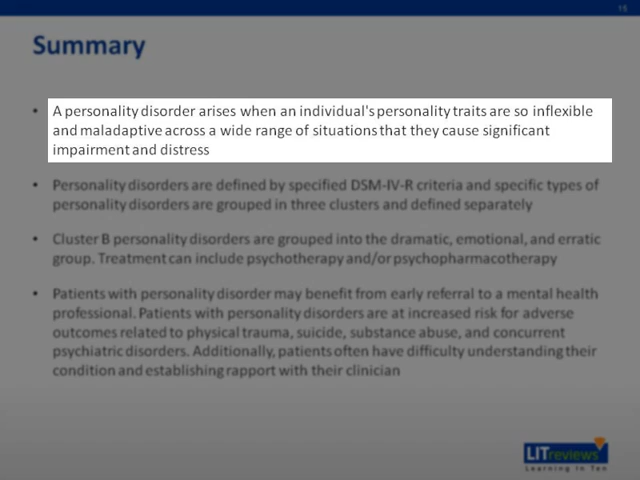 15
Summary
• A personality disorder arises when an individual's personality traits are so inflexible
and maladaptive across a wide range of situations that they cause significant
impairment and distress
• Personality disorders are defined by specified DSM-IV-R criteria and specific types of
personality disorders are grouped in three clusters and defined separately
• Cluster B personality disorders are grouped into the dramatic, emotional, and erratic
group. Treatment can include psychotherapy and/or psychopharmacotherapy
• Patients with personality disorder may benefit from early referral to a mental health
professional. Patients with personality disorders are at increased risk for adverse
outcomes related to physical trauma, suicide, substance abuse, and concurrent
psychiatric disorders. Additionally, patients often have difficulty understanding their
condition and establishing rapport with their clinician
LITreviews
Learning in Ten